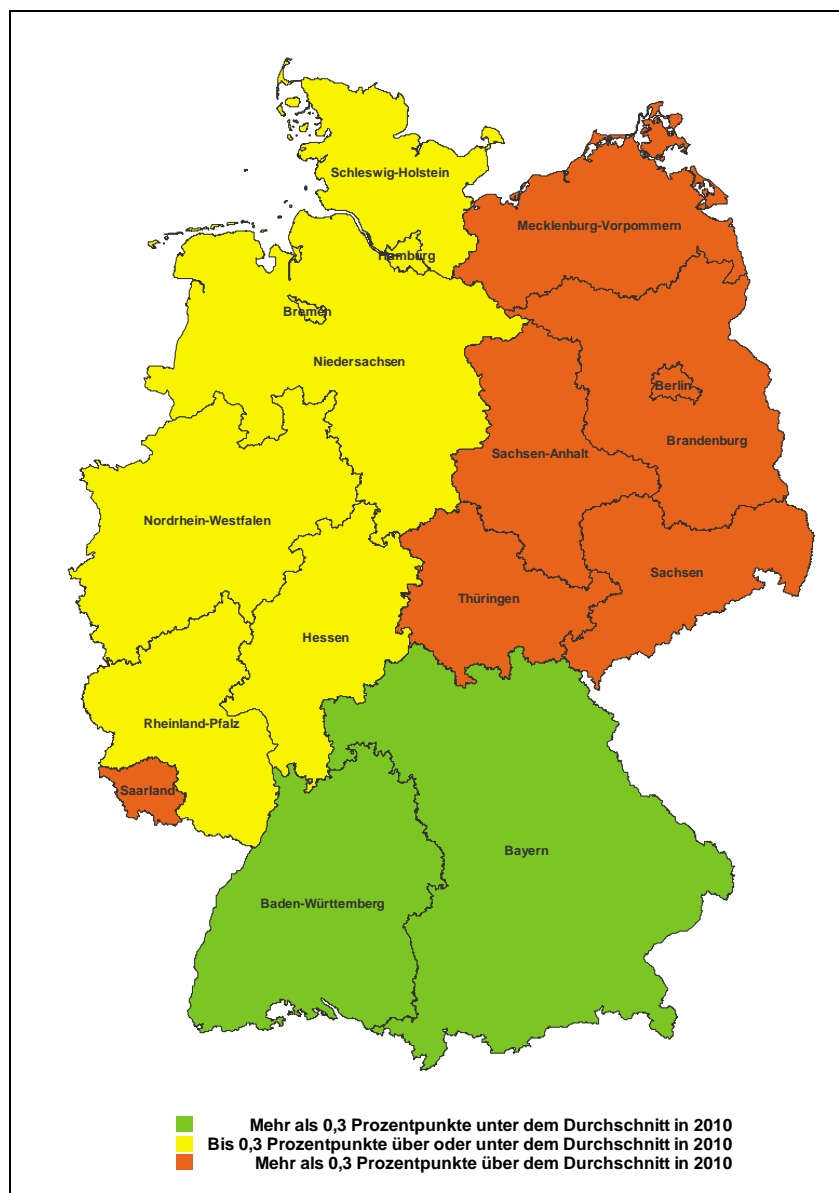 Schleswig-Holstein
Mecklenburg-Vorpommern
Hamburg
Bremen
Niedersachsen
Berlin
Brandenburg
Sachsen-Anhalt
Nordrhein-Westfalen
Sachsen
Thüringen
Hessen
Rheinland-Pfalz
Saarland
Bayern
Baden-Württemberg
Mehr als 0,3 Prozentpunkte unter dem Durchschnitt in 2010
Bis 0,3 Prozentpunkte über oder unter dem Durchschnitt in 2010
Mehr als 0,3 Prozentpunkte über dem Durchschnitt in 2010